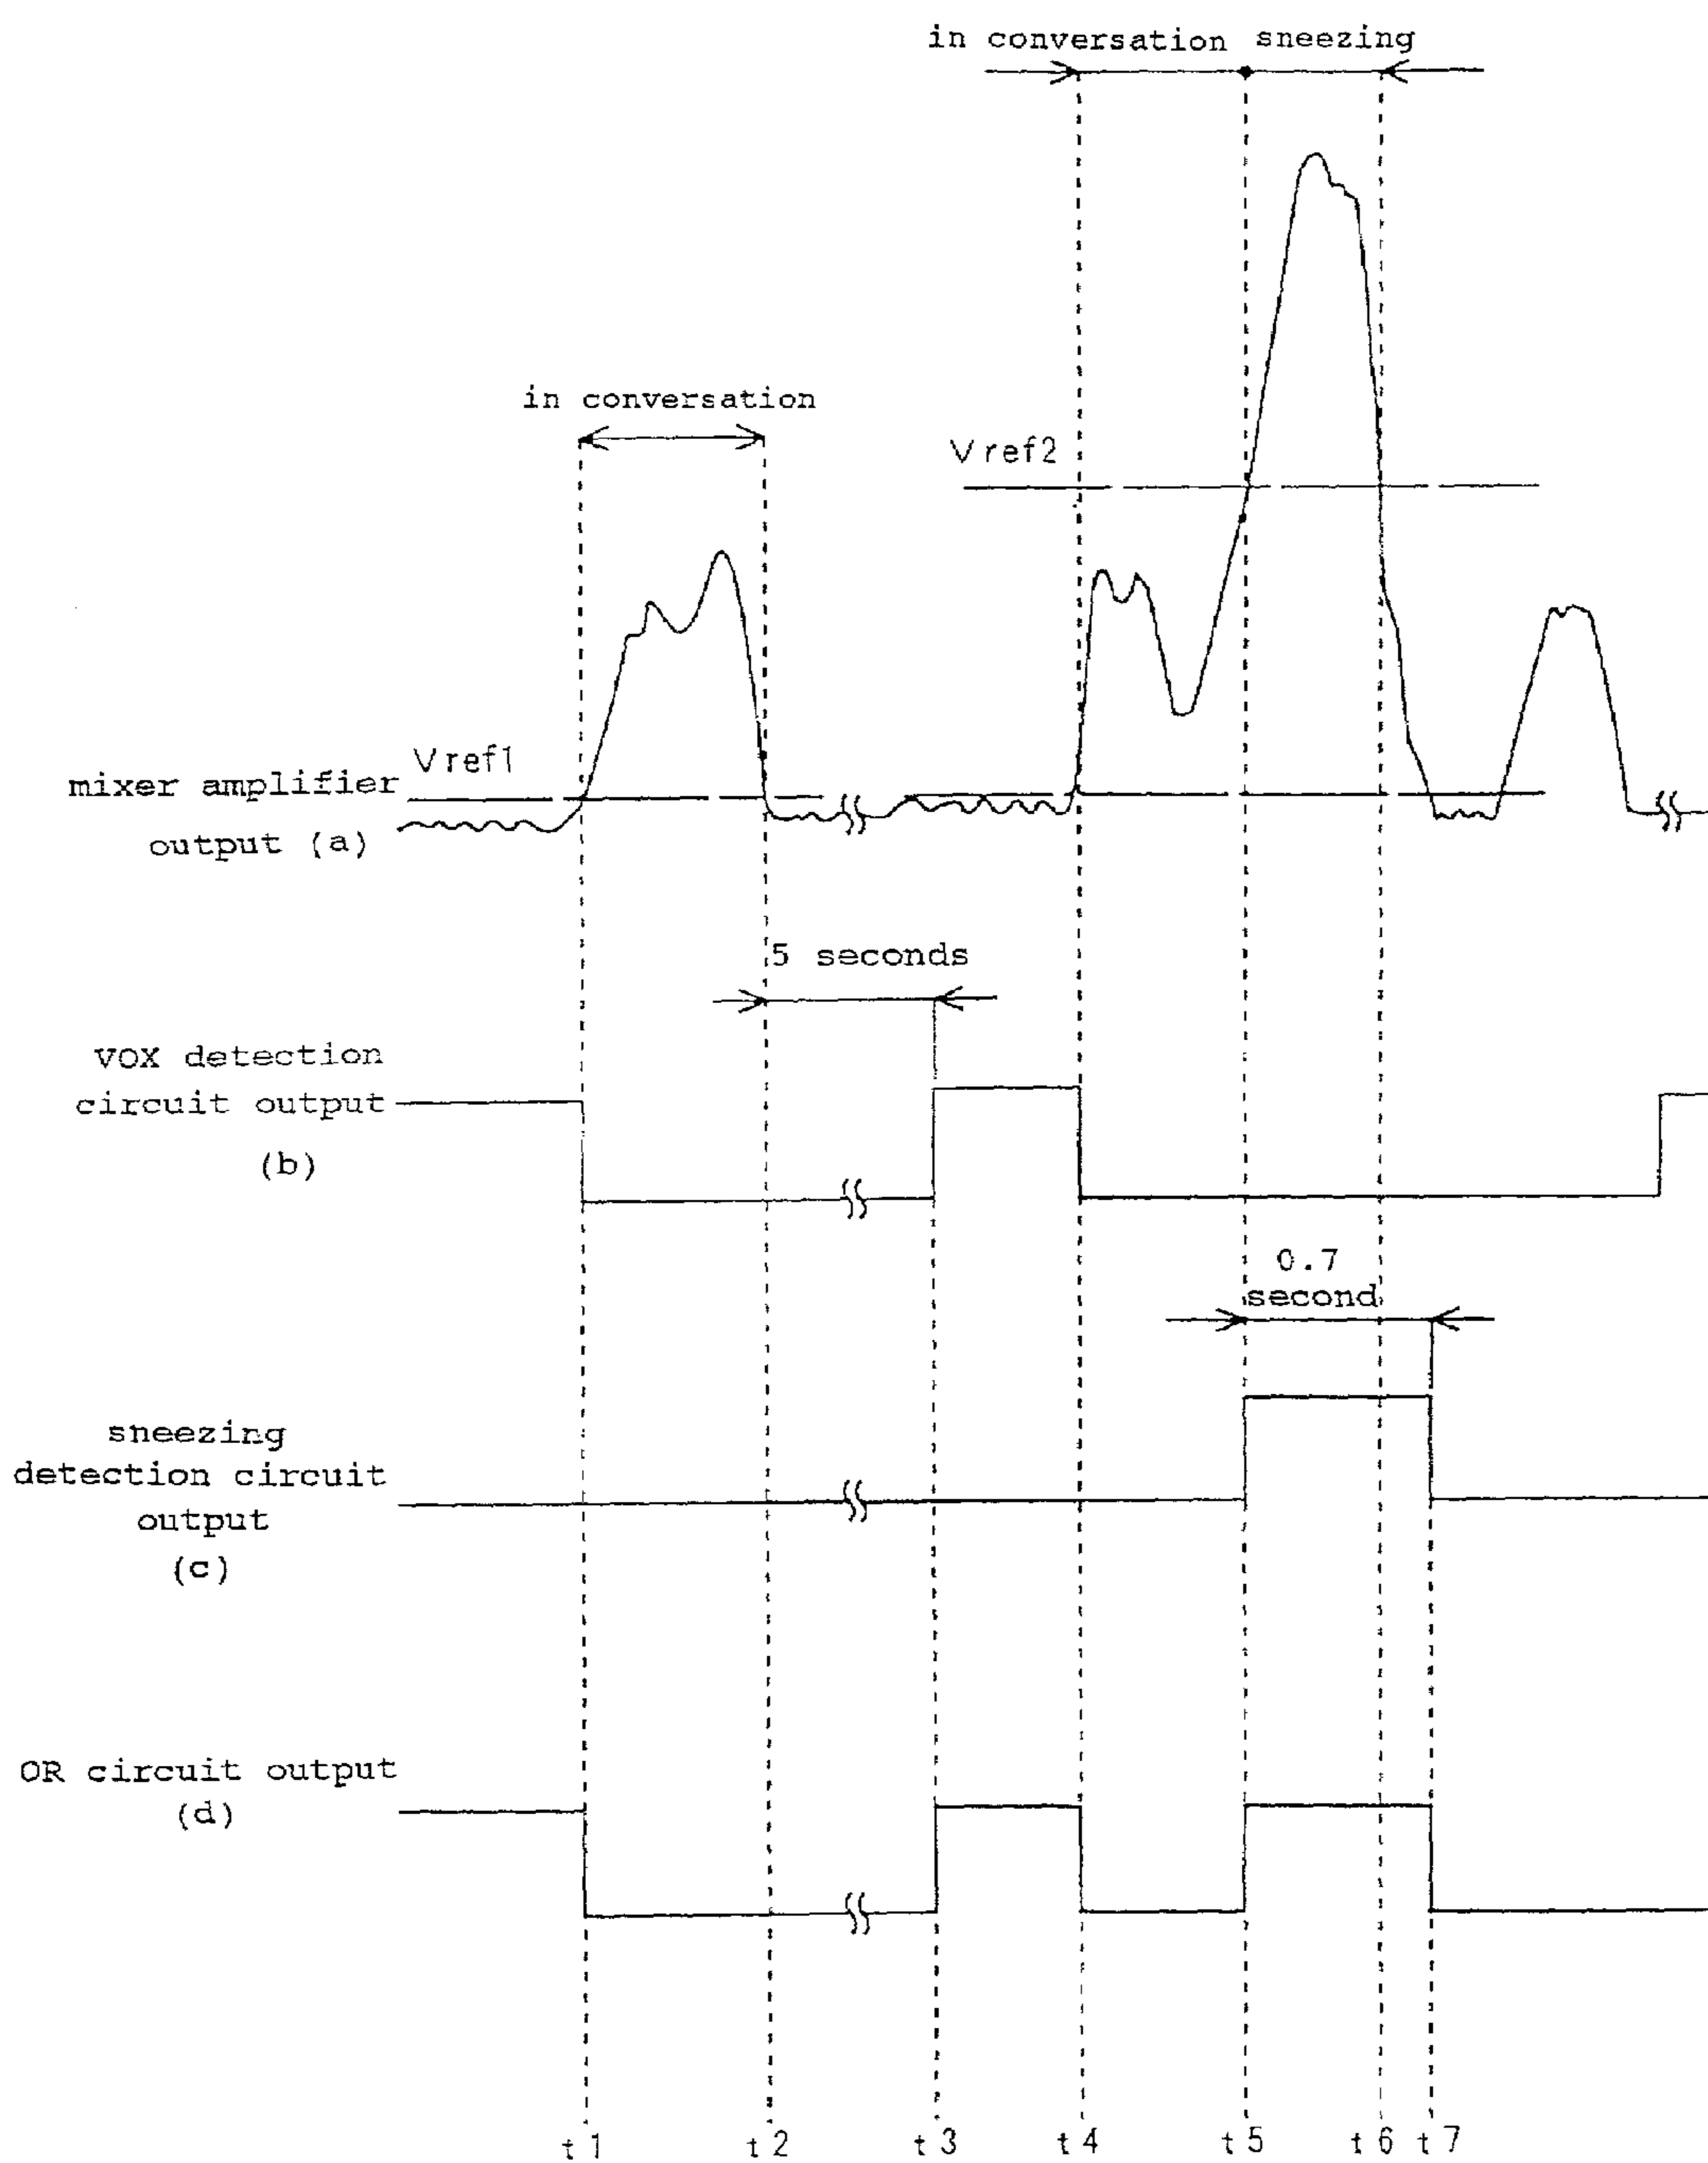 in conversation sneezing
in conversation
Vref2
Vref1
mixer amplifier
output (a)
5 seconds
VOX detection
circuit output
(b)
0.7
second
sneezing
detection circuit
output
(c)
OR circuit output
(d)
t1 t2 t3 t4 t5 t6 t7